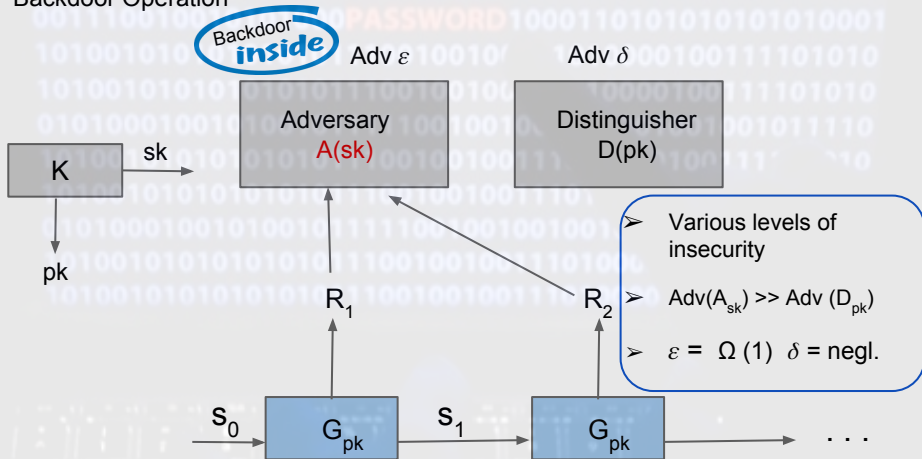 Backdoor Operation
PASSWORD
Backdoor
inside
Adv ε
Adv δ
Adversary
A(sk)
Distinguisher
D(pk)
K
sk
pk
➢ Various levels of
insecurity
➢ Adv(A_sk) >> Adv (D_pk)
➢ ε = Ω (1) δ = negl.
R_1
R_2
S_0
G_pk
S_1
G_pk
. . .